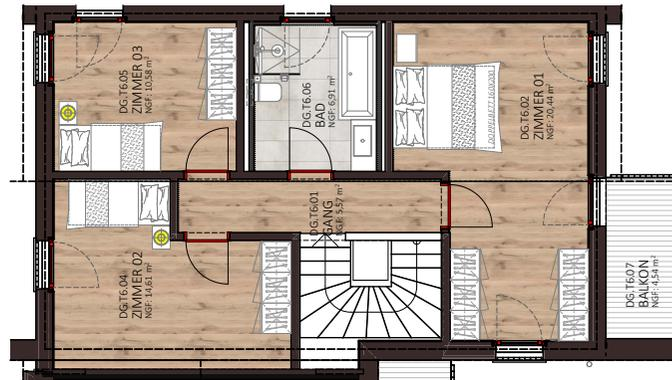 DG.T6.05
ZIMMER 03
NGF: 10,58 m²
DG.T6.06
BAD
NGF: 6,91 m²
DG.T6.02
ZIMMER 01
NGF: 20,44 m²
DG.T6.01
GANG
NGF: 5,57 m²
DG.T6.04
ZIMMER 02
NGF: 14,61 m²
DG.T6.07
BALKON
NGF: 4,54 m²